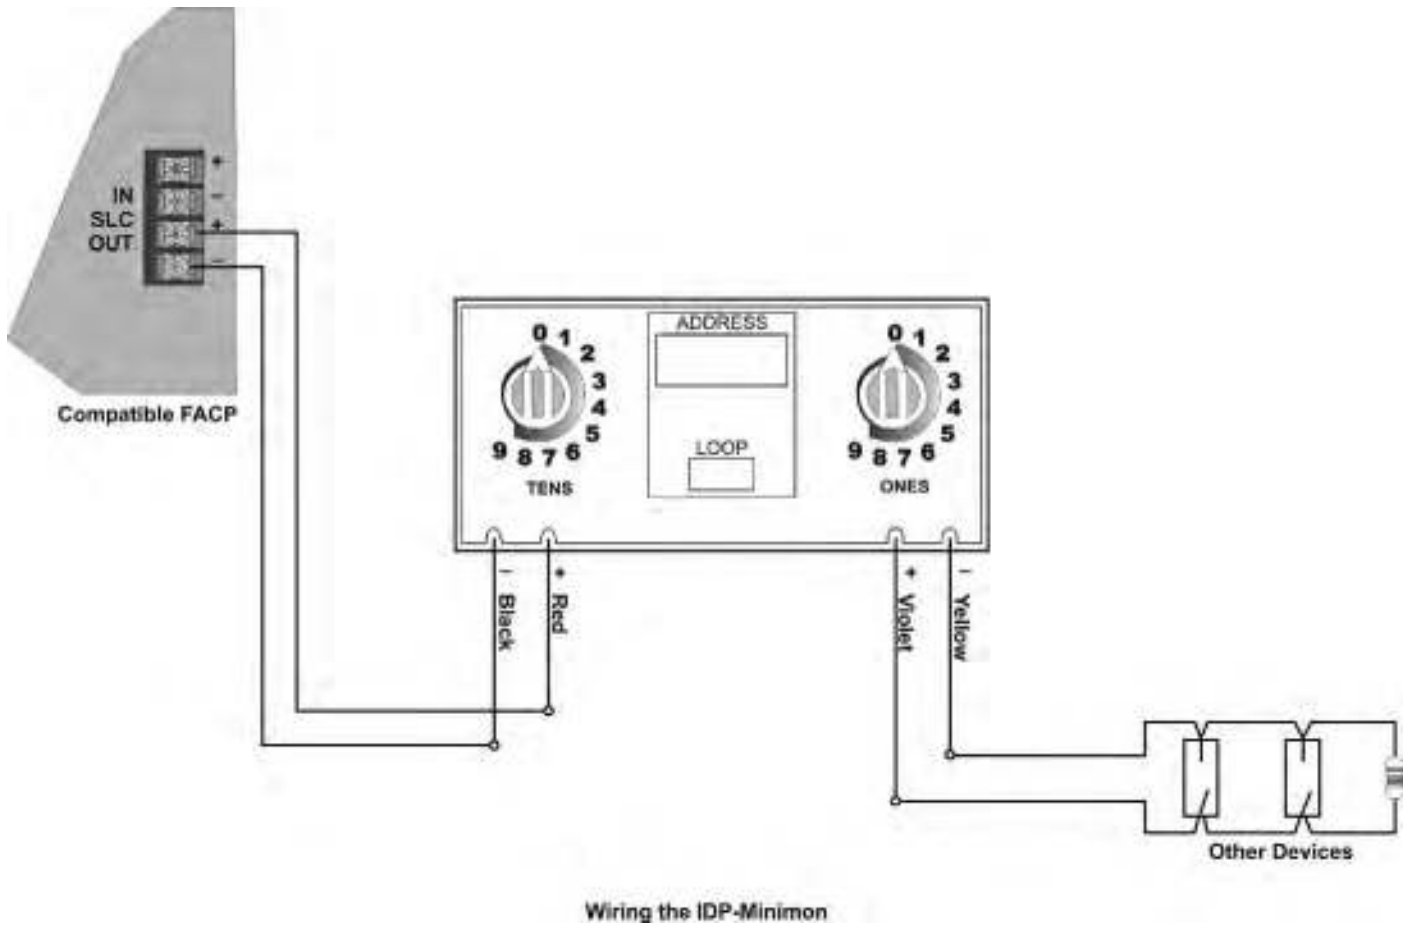 +
IN -
SLC +
OUT -
Compatible FACP
0 1 2 3 4 5 6 7 8 9
TENS
ADDRESS
LOOP
0 1 2 3 4 5 6 7 8 9
ONES
- Black
+ Red
+ Violet
- Yellow
Other Devices
Wiring the IDP-Minimon